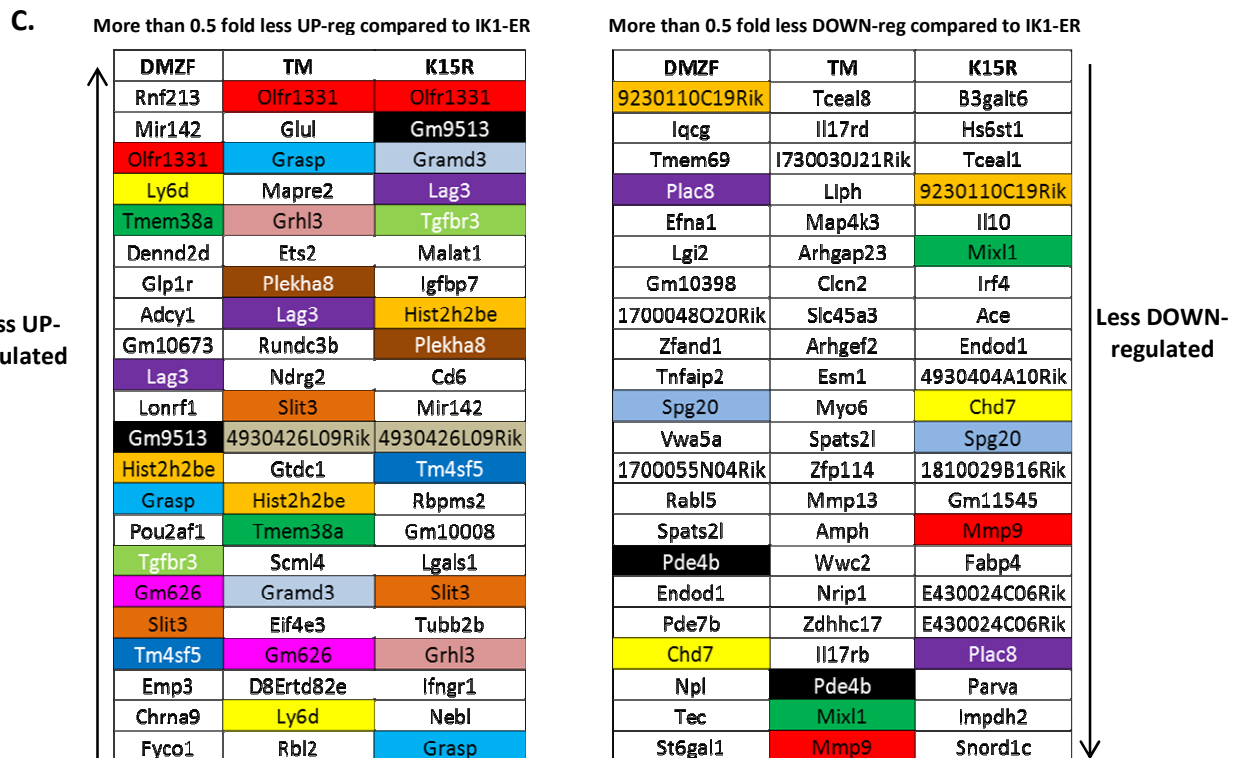 C.
More than 0.5 fold less UP-reg compared to IK1-ER
DMZF TM K15R
Rnf213 Olfr1331 Olfr1331
Mir142 Glul Gm9513
Olfr1331 Grasp Gramd3
Ly6d Mapre2 Lag3
Tmem38a Grhl3 Tgfbr3
Dennd2d Ets2 Malat1
Glp1r Plekha8 Igfbp7
Adcy1 Lag3 Hist2h2be
Gm10673 Rundc3b Plekha8
Lag3 Ndrg2 Cd6
Lonrf1 Slit3 Mir142
Gm9513 4930426L09Rik 4930426L09Rik
Hist2h2be Gtdc1 Tm4sf5
Grasp Hist2h2be Rbpms2
Pou2af1 Tmem38a Gm10008
Tgfbr3 Scml4 Lgals1
Gm626 Gramd3 Slit3
Slit3 Eif4e3 Tubb2b
Tm4sf5 Gm626 Grhl3
Emp3 D8Ertd82e Ifngr1
Chrna9 Ly6d Nebl
Fyco1 Rbl2 Grasp
ss UP-
ulated
More than 0.5 fold less DOWN-reg compared to IK1-ER
DMZF TM K15R
9230110C19Rik Tceal8 B3galt6
Iqcg Il17rd Hs6st1
Tmem69 I730030J21Rik Tceal1
Plac8 Liph 9230110C19Rik
Efna1 Map4k3 Il10
Lgi2 Arhgap23 Mixl1
Gm10398 Clcn2 Irf4
1700048O20Rik Slc45a3 Ace
Zfand1 Arhgef2 Endod1
Tnfaip2 Esm1 4930404A10Rik
Spg20 Myo6 Chd7
Vwa5a Spats2l Spg20
1700055N04Rik Zfp114 1810029B16Rik
Rabl5 Mmp13 Gm11545
Spats2l Amph Mmp9
Pde4b Wwc2 Fabp4
Endod1 Nrip1 E430024C06Rik
Pde7b Zdhhc17 E430024C06Rik
Chd7 Il17rb Plac8
Npl Pde4b Parva
Tec Mixl1 Impdh2
St6gal1 Mmp9 Snord1c
Less DOWN-
regulated